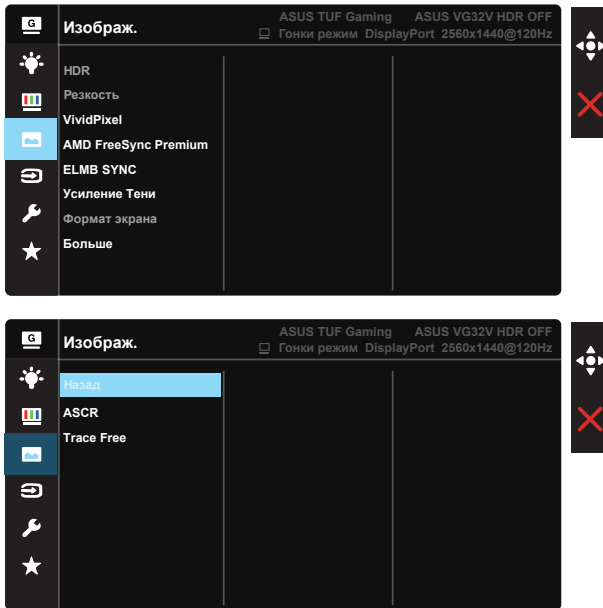 G
Изображ.
ASUS TUF Gaming ASUS VG32V HDR OFF
Гонки режим DisplayPort 2560x1440@120Hz
HDR
Резкость
VividPixel
AMD FreeSync Premium
ELMB SYNC
Усиление Тени
Формат экрана
Больше
G
Изображ.
ASUS TUF Gaming ASUS VG32V HDR OFF
Гонки режим DisplayPort 2560x1440@120Hz
Назад
ASCR
Trace Free